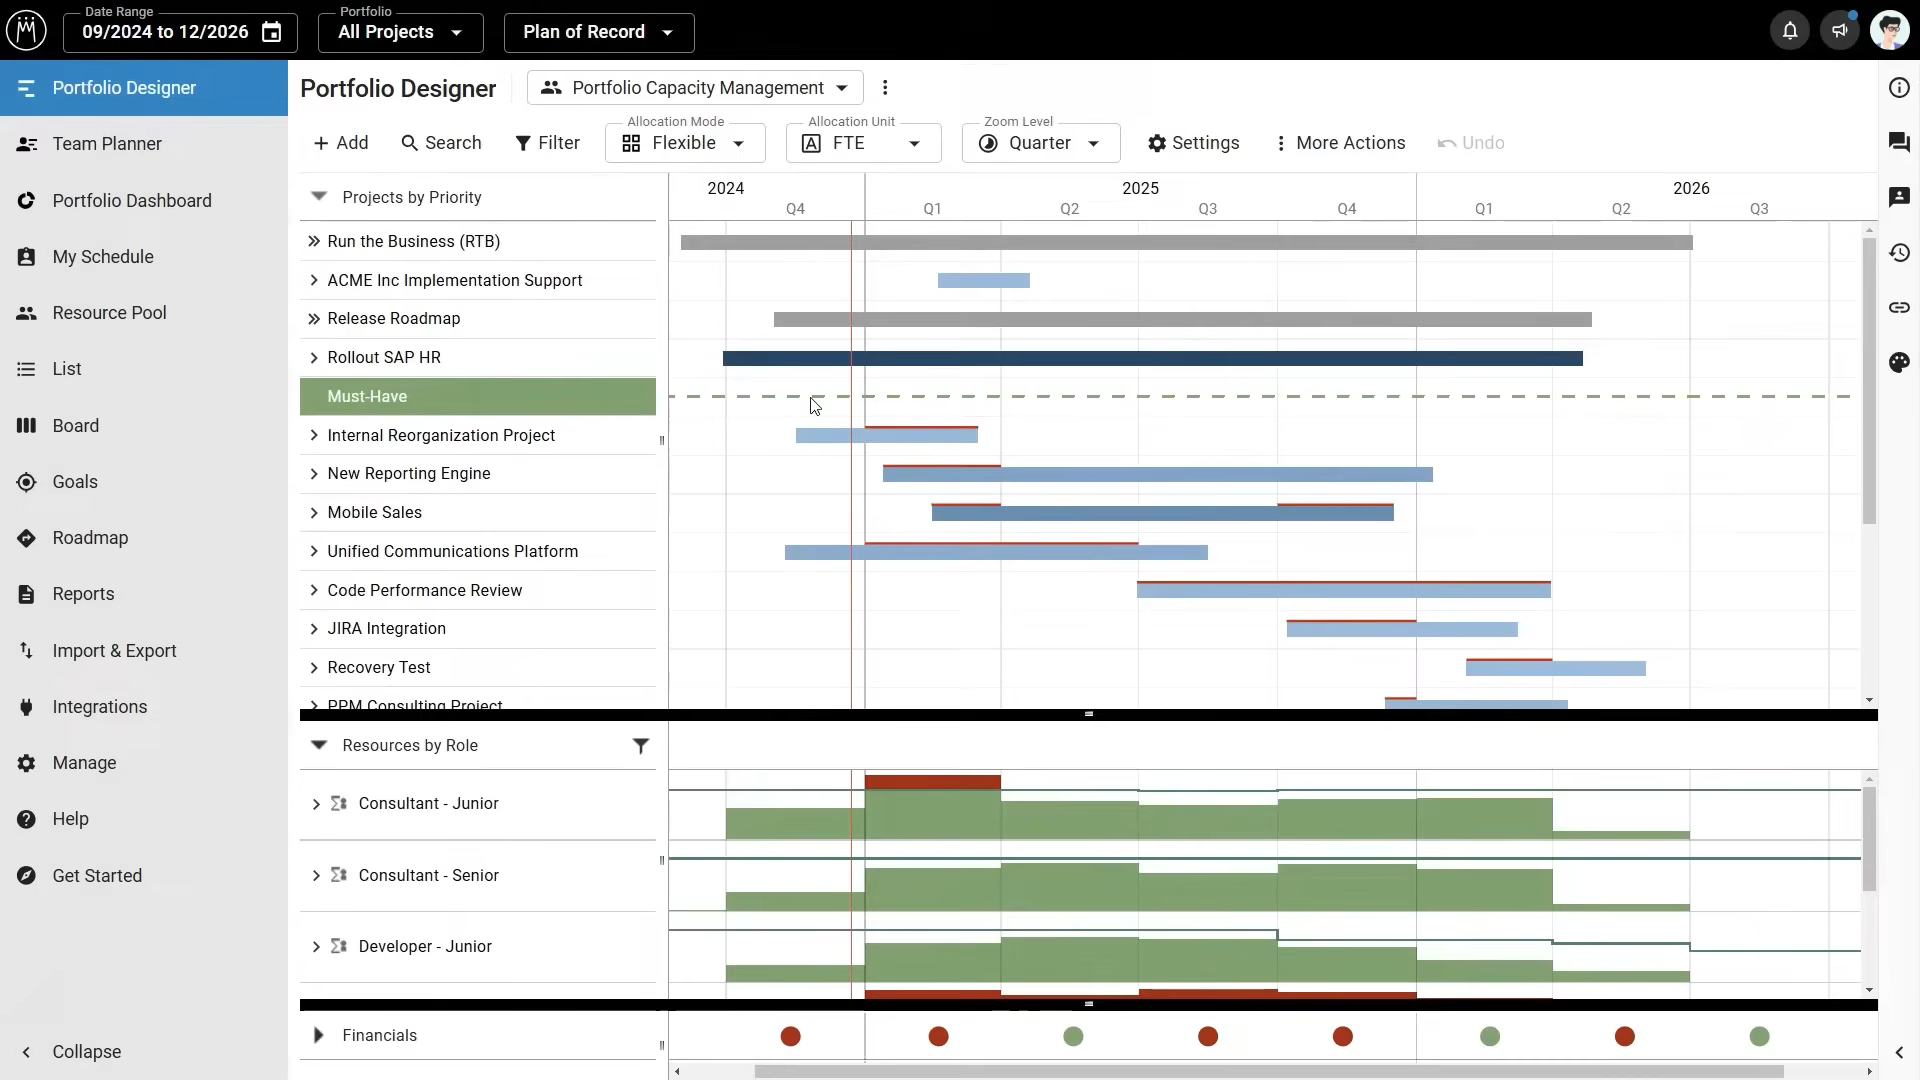 Date Range
09/2024 to 12/2026
Portfolio
All Projects
Plan of Record
Portfolio Designer
Team Planner
Portfolio Dashboard
My Schedule
Resource Pool
List
Board
Goals
Roadmap
Reports
Import & Export
Integrations
Manage
Help
Get Started
Collapse
Portfolio Designer
Portfolio Capacity Management
Add
Search
Filter
Allocation Mode
Flexible
Allocation Unit
A
FTE
Zoom Level
Quarter
Settings
More Actions
Undo
Projects by Priority
2024 2025 2026
Q4 Q1 Q2 Q3 Q4 Q1 Q2 Q3
Run the Business (RTB)
ACME Inc Implementation Support
Release Roadmap
Rollout SAP HR
Must-Have
Internal Reorganization Project
New Reporting Engine
Mobile Sales
Unified Communications Platform
Code Performance Review
JIRA Integration
Recovery Test
PPM Consulting Project
Resources by Role
Consultant - Junior
Consultant - Senior
Developer - Junior
Financials